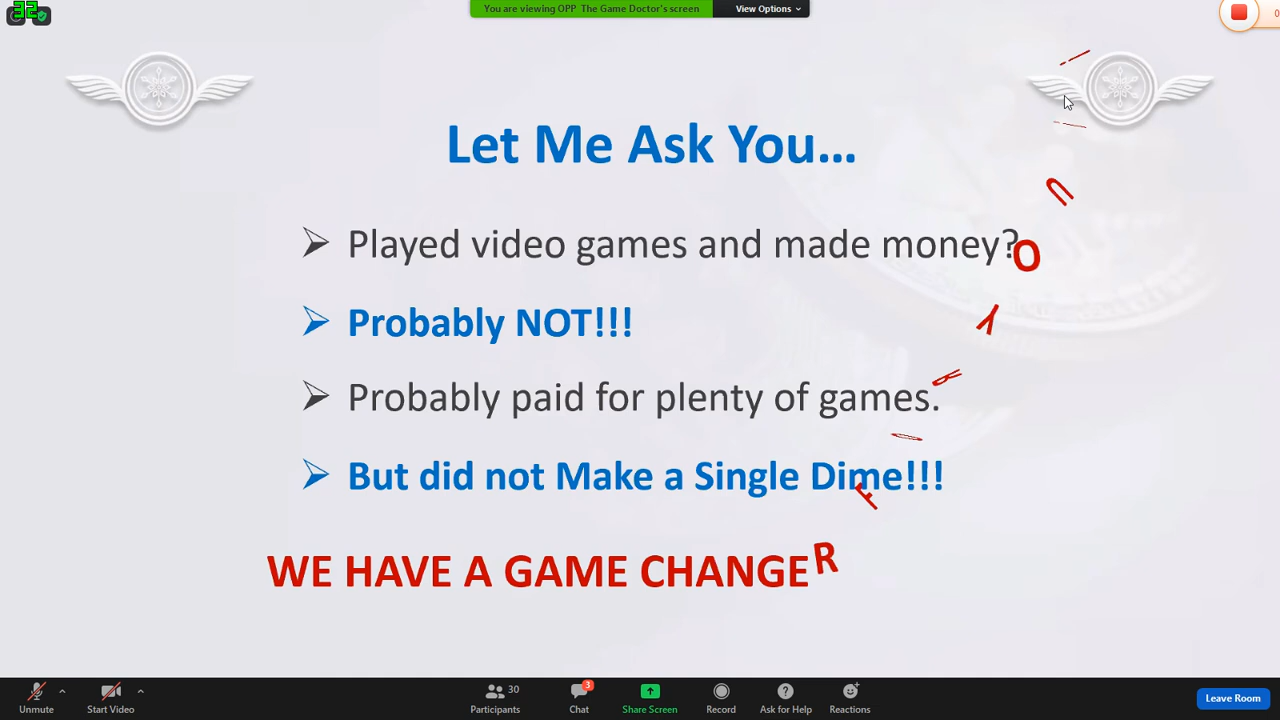 32
You are viewing OPP The Game Doctor's screen View Options
Let Me Ask You...
Played video games and made money?
Probably NOT!!!
Probably paid for plenty of games.
But did not Make a Single Dime!!!
WE HAVE A GAME CHANGER F
O
U
Unmute
Start Video
Participants 30
Chat 3
Share Screen
Record
Ask for Help
Reactions
Leave Room